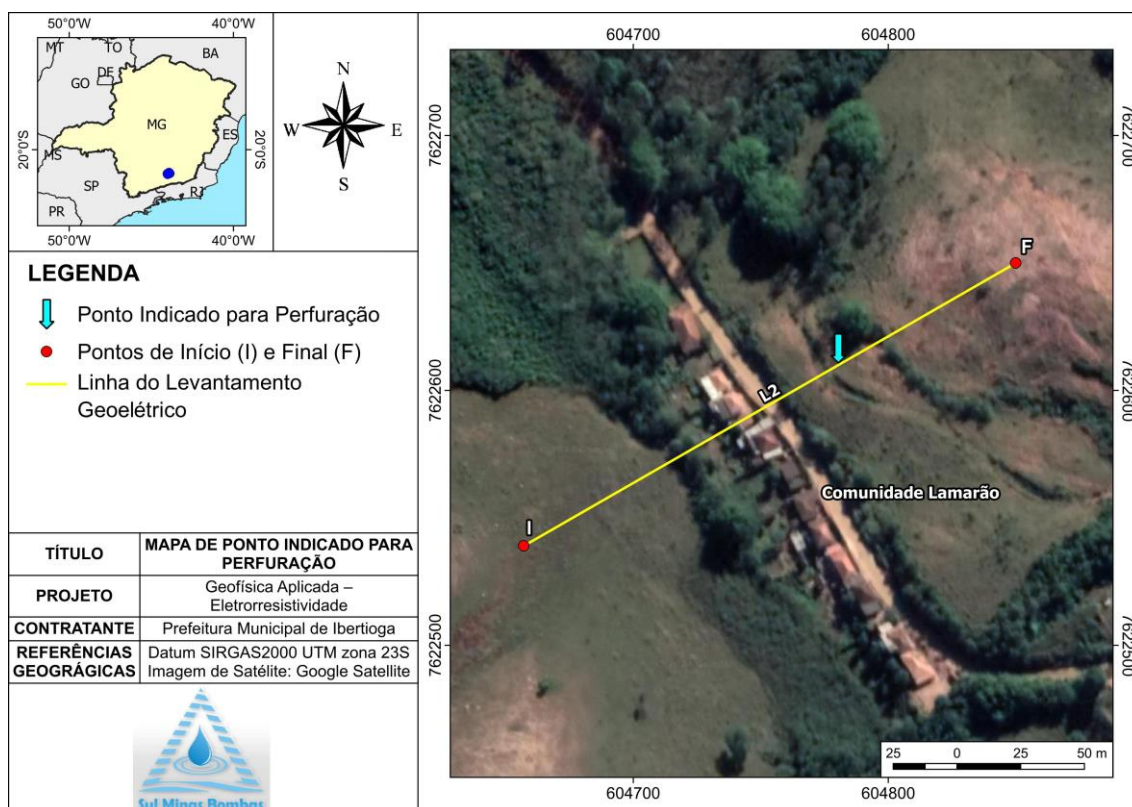 50°0'W 40°0'W
MT TO BA
GO DF
MG
ES
20°0'S 20°0'S
MS
SP RJ
PR
50°0'W 40°0'W
N
W E
S
LEGENDA
Ponto Indicado para Perfuração
Pontos de Início (I) e Final (F)
Linha do Levantamento
Geoelétrico
TÍTULO
MAPA DE PONTO INDICADO PARA
PERFURAÇÃO
PROJETO
Geofísica Aplicada –
Eletrorresistividade
CONTRATANTE
Prefeitura Municipal de Ibertioga
REFERÊNCIAS
GEOGRÁGICAS
Datum SIRGAS2000 UTM zona 23S
Imagem de Satélite: Google Satellite
Sul Minas Bombas
604700 604800
7622700 7622700
F
7622600 7622600
L2
Comunidade Lamarão
I
7622500 7622500
25 0 25 50 m
604700 604800